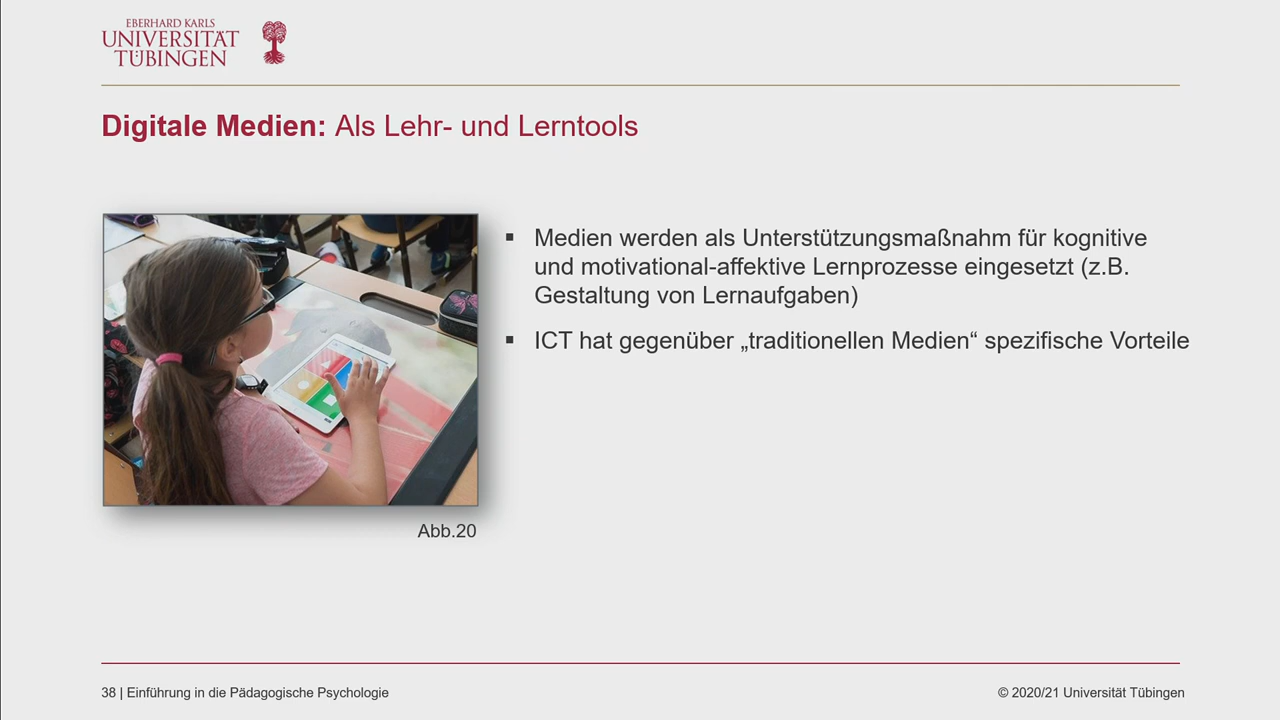 EBERHARD KARLS
UNIVERSITÄT
TÜBINGEN
Digitale Medien: Als Lehr- und Lerntools
▪ Medien werden als Unterstützungsmaßnahm für kognitive
und motivational-affektive Lernprozesse eingesetzt (z.B.
Gestaltung von Lernaufgaben)
▪ ICT hat gegenüber „traditionellen Medien“ spezifische Vorteile
Abb.20
38 | Einführung in die Pädagogische Psychologie
© 2020/21 Universität Tübingen